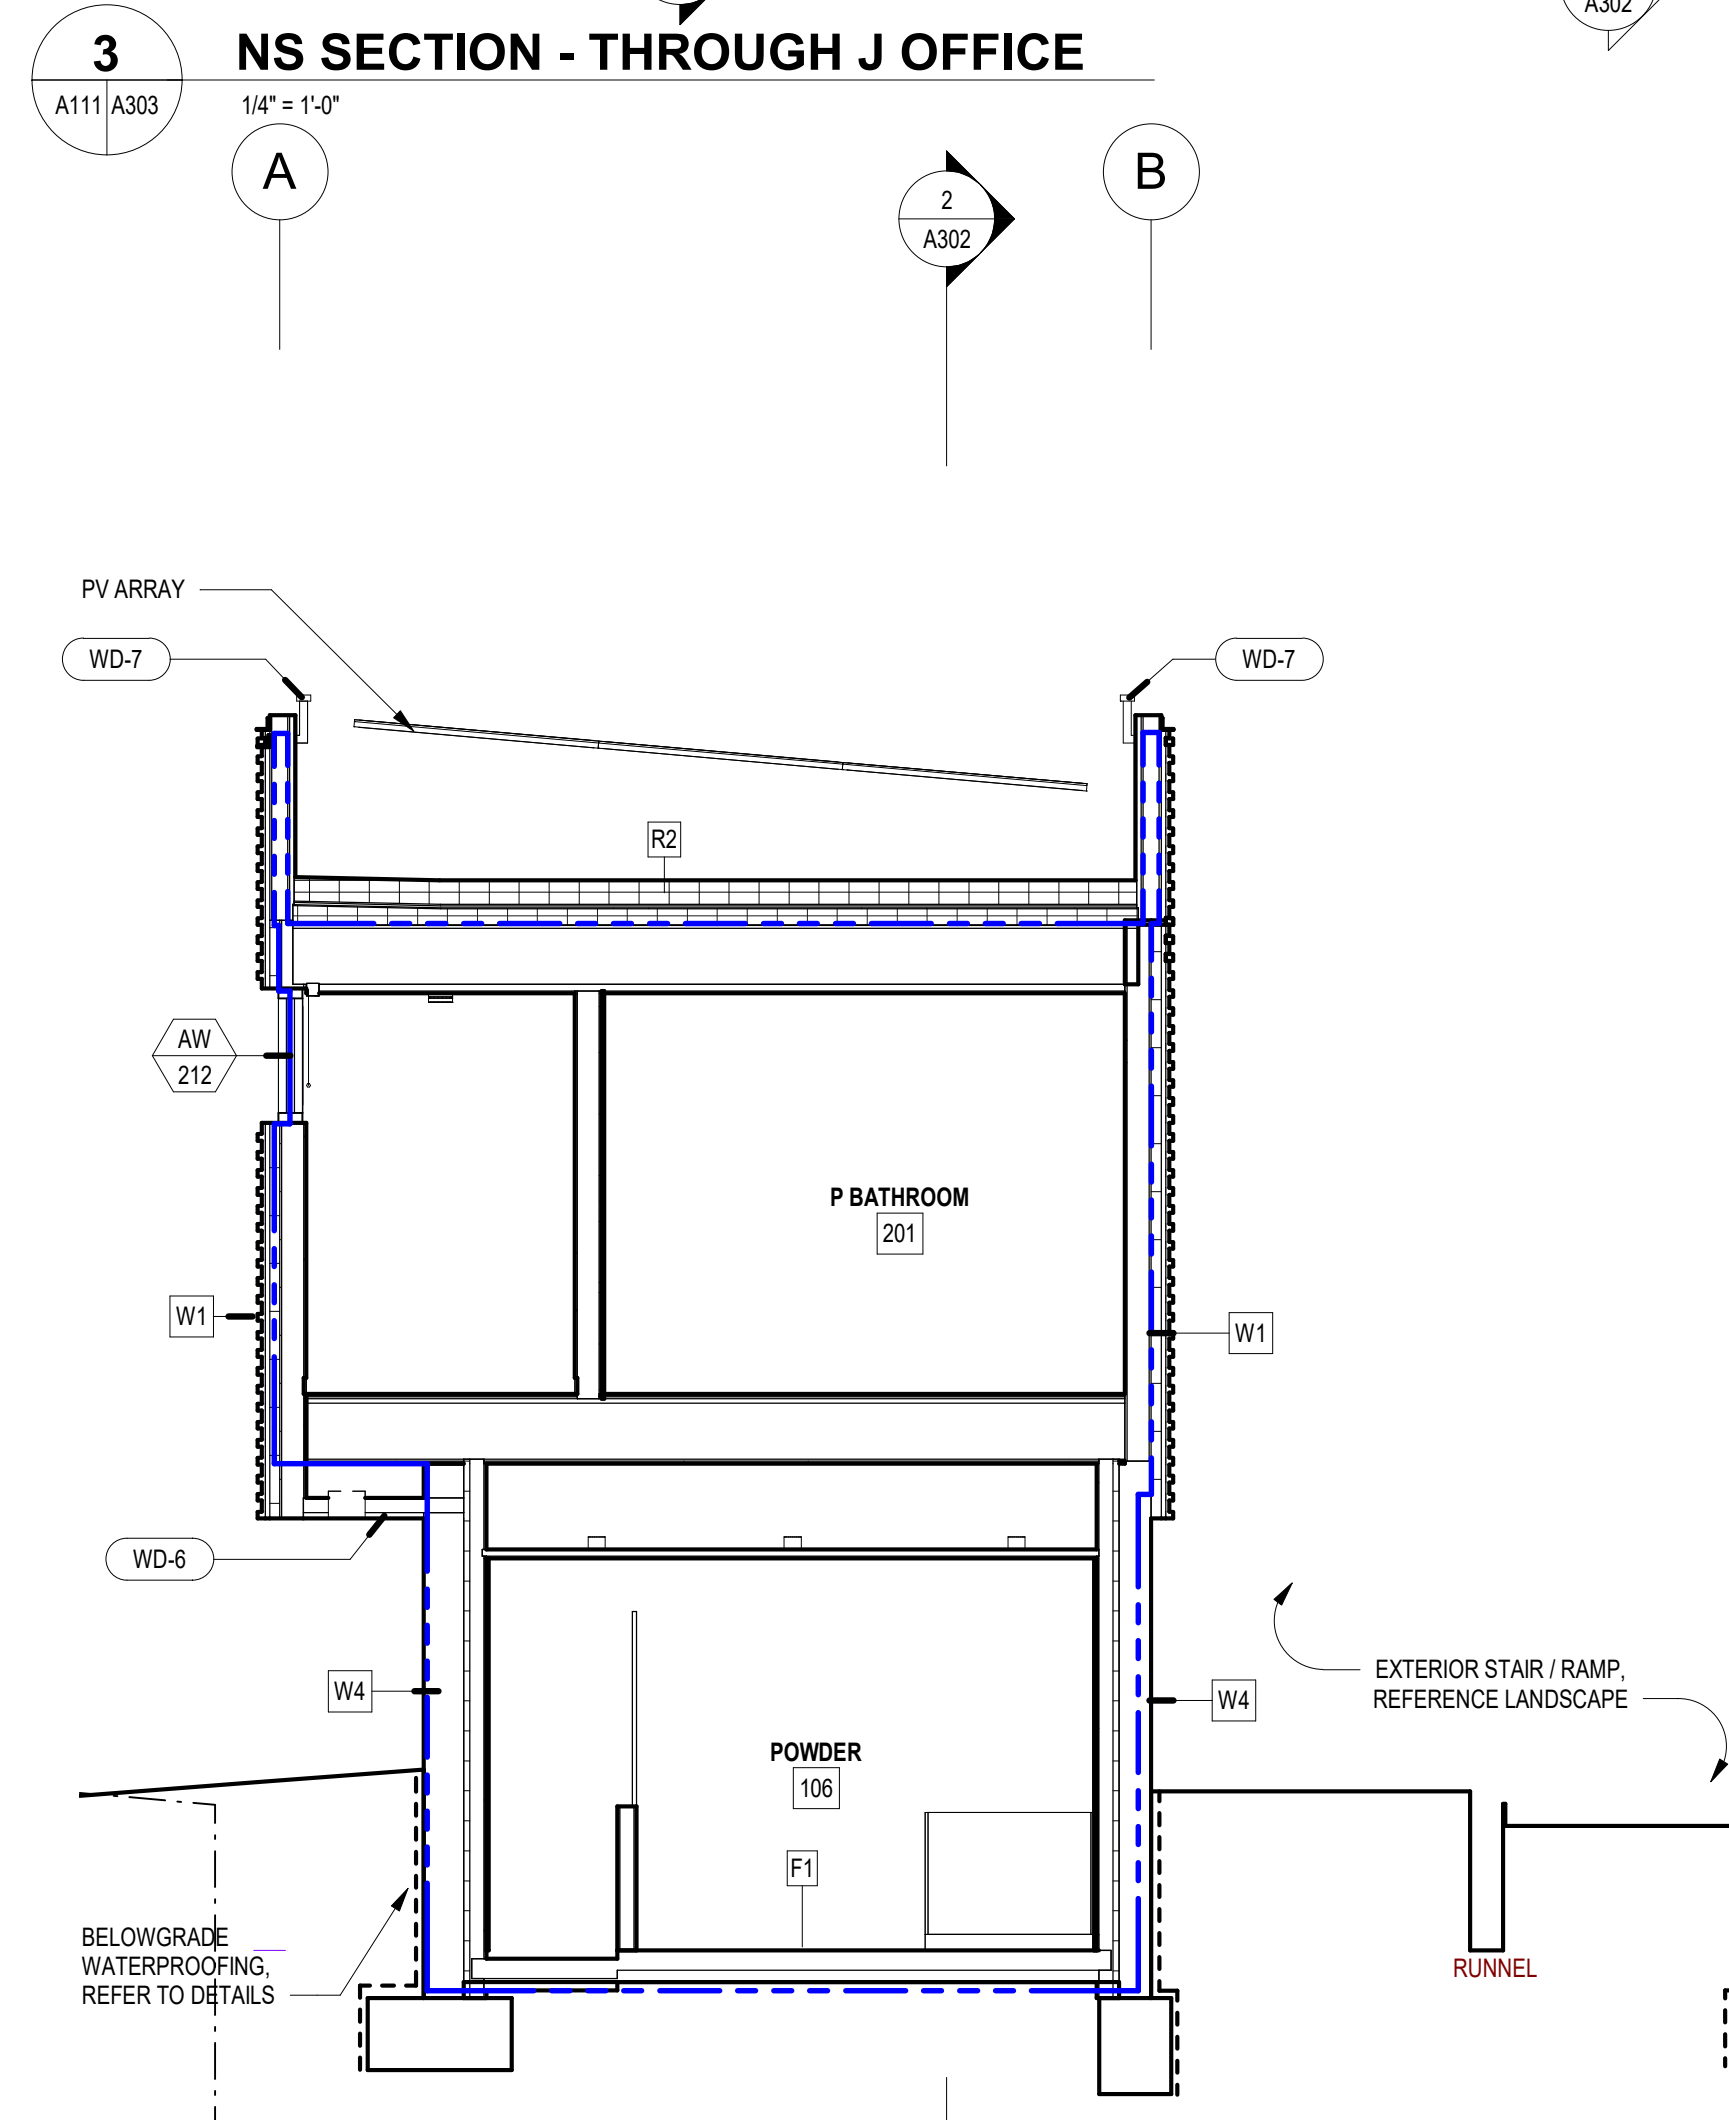 A302
3
NS SECTION - THROUGH J OFFICE
A111 A303
1/4" = 1'-0"
A
B
2
A302
PV ARRAY
WD-7
WD-7
R2
AW
212
P BATHROOM
201
W1
W1
WD-6
EXTERIOR STAIR / RAMP,
REFERENCE LANDSCAPE
W4
W4
POWDER
106
F1
BELOWGRADE
WATERPROOFING,
REFER TO DETAILS
RUNNEL